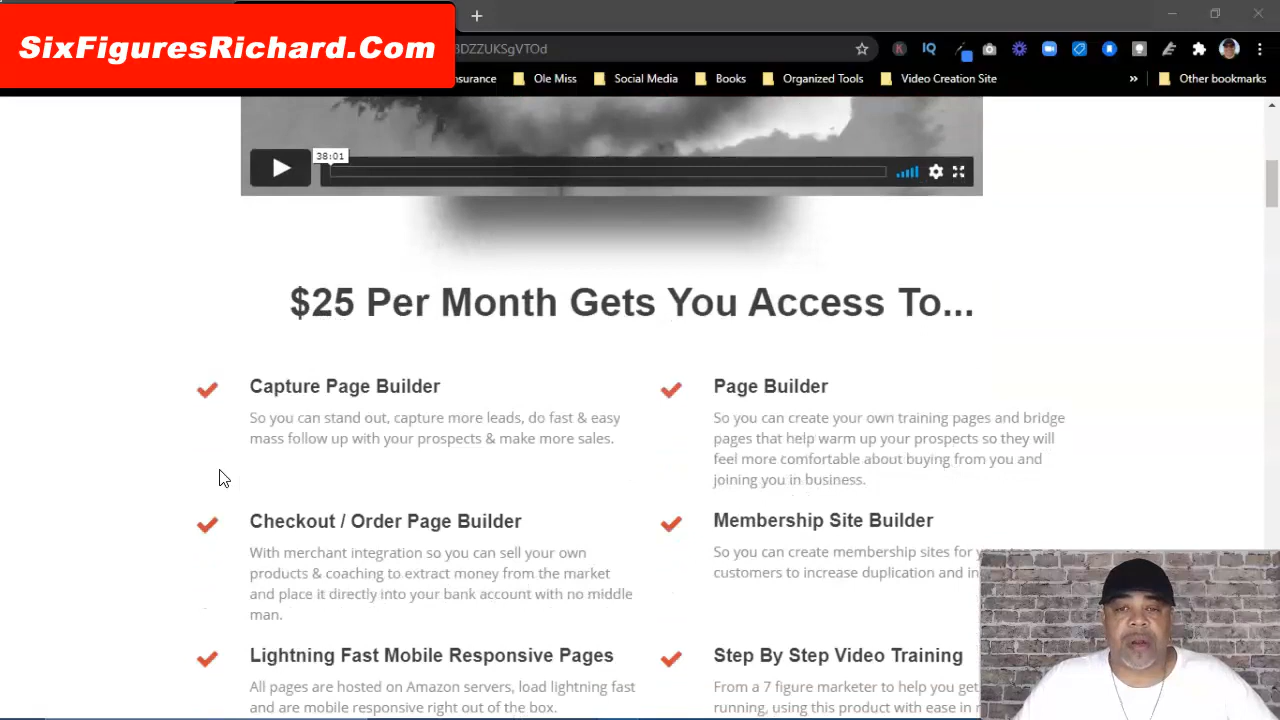 SixFiguresRichard.Com
3DZZUKSgVTOd
IQ
surance
Ole Miss
Social Media
Books
Organized Tools
Video Creation Site
Other bookmarks
38:01
$25 Per Month Gets You Access To...
Capture Page Builder
So you can stand out, capture more leads, do fast & easy
mass follow up with your prospects & make more sales.
Page Builder
So you can create your own training pages and bridge
pages that help warm up your prospects so they will
feel more comfortable about buying from you and
joining you in business.
Checkout / Order Page Builder
With merchant integration so you can sell your own
products & coaching to extract money from the market
and place it directly into your bank account with no middle
man.
Membership Site Builder
So you can create membership sites for
customers to increase duplication and
Lightning Fast Mobile Responsive Pages
All pages are hosted on Amazon servers, load lightning fast
and are mobile responsive right out of the box.
Step By Step Video Training
From a 7 figure marketer to help you get
running, using this product with ease in